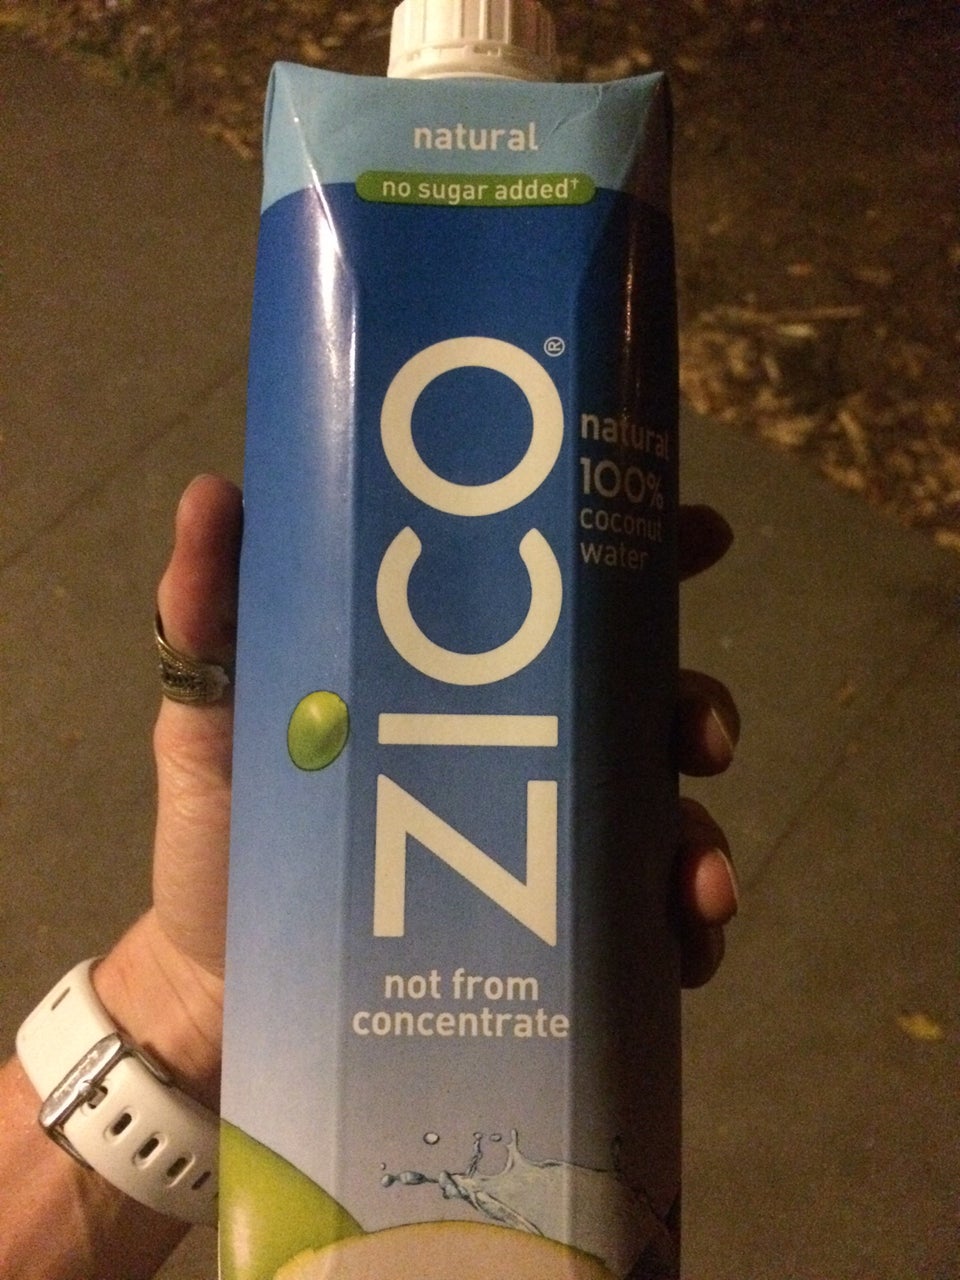 natural
no sugar added†
ZICO®
natural
100%
coconut
water
not from
concentrate